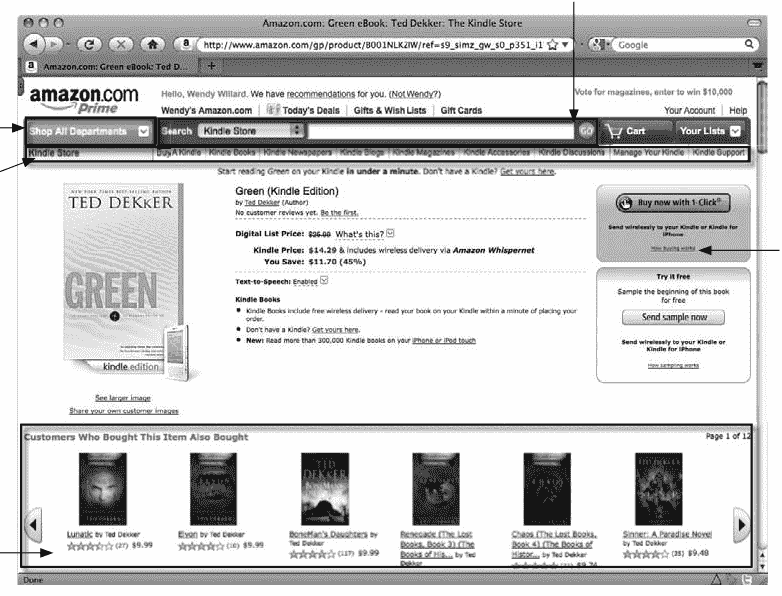 Amazon.com: Green eBook: Ted Dekker: The Kindle Store
http://www.amazon.com/gp/product/B001NLK2IW/ref=s9_simz_gw_s0_p351_i1
Google
Amazon.com: Green eBook: Ted D...
amazon.com
Prime
Hello, Wendy Willard. We have recommendations for you. (Not Wendy?)
Vote for magazines, enter to win $10,000
Wendy's Amazon.com | Today's Deals | Gifts & Wish Lists | Gift Cards
Your Account | Help
Shop All Departments
Search Kindle Store GO
Cart Your Lists
Kindle Store Buy A Kindle Kindle Books Kindle Newspapers Kindle Blogs Kindle Magazines Kindle Accessories Kindle Discussions Manage Your Kindle Kindle Support
Start reading Green on your Kindle in under a minute. Don't have a Kindle? Get yours here.
NEW YORK TIMES BEST-SELLING AUTHOR
TED DEKKER
GREEN
kindle edition
See larger image
Share your own customer images
Green (Kindle Edition)
by Ted Dekker (Author)
No customer reviews yet. Be the first.
Digital List Price: $26.00 What's this?
Kindle Price: $14.29 & includes wireless delivery via Amazon Whispernet
You Save: $11.70 (45%)
Text-to-Speech: Enabled
Kindle Books
Kindle Books include free wireless delivery - read your book on your Kindle within a minute of placing your
order.
Don't have a Kindle? Get yours here.
New: Read more than 300,000 Kindle books on your iPhone or iPod touch
Buy now with 1-Click®
Send wirelessly to your Kindle or Kindle for
iPhone
How buying works
Try it free
Sample the beginning of this book
for free
Send sample now
Send wirelessly to your Kindle or
Kindle for iPhone
How sampling works
Customers Who Bought This Item Also Bought
Page 1 of 12
TED
DEKKER
Lunatic by Ted Dekker
(27) $9.99
Elyon by Ted Dekker
(10) $9.99
BoneMan's Daughters by
Ted Dekker
(117) $9.99
Renegade (The Lost
Books, Book 3) (The
Books of His... by Ted
Dekker
Chaos (The Lost Books,
Book 4) (The Books of
Histor... by Ted Dekker
Sinner: A Paradise Novel
by Ted Dekker
(35) $9.48
Done